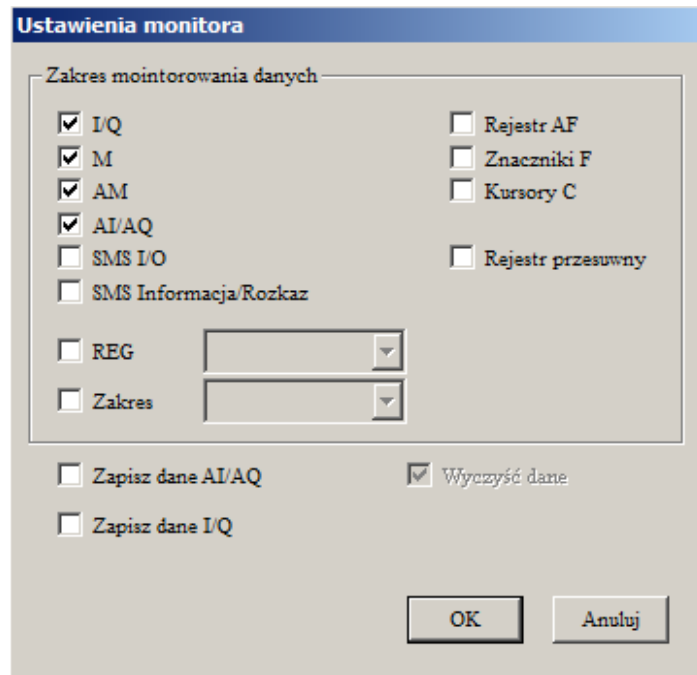 Ustawienia monitora
Zakres mointorowania danych
I/Q
Rejestr AF
M
Znaczniki F
AM
Kursory C
AI/AQ
SMS I/O
Rejestr przesuwny
SMS Informacja/Rozkaz
REG
Zakres
Zapisz dane AI/AQ
Wyczyść dane
Zapisz dane I/Q
OK
Anuluj